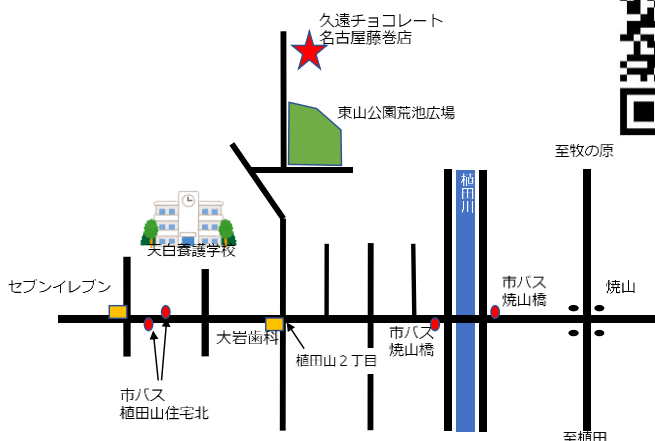 久遠チョコレート
名古屋藤巻店
東山公園荒池広場
至牧の原
植田川
天白養護学校
セブンイレブン
市バス
焼山橋
焼山
大岩歯科
植田山２丁目
市バス
焼山橋
市バス
植田山住宅北
至植田